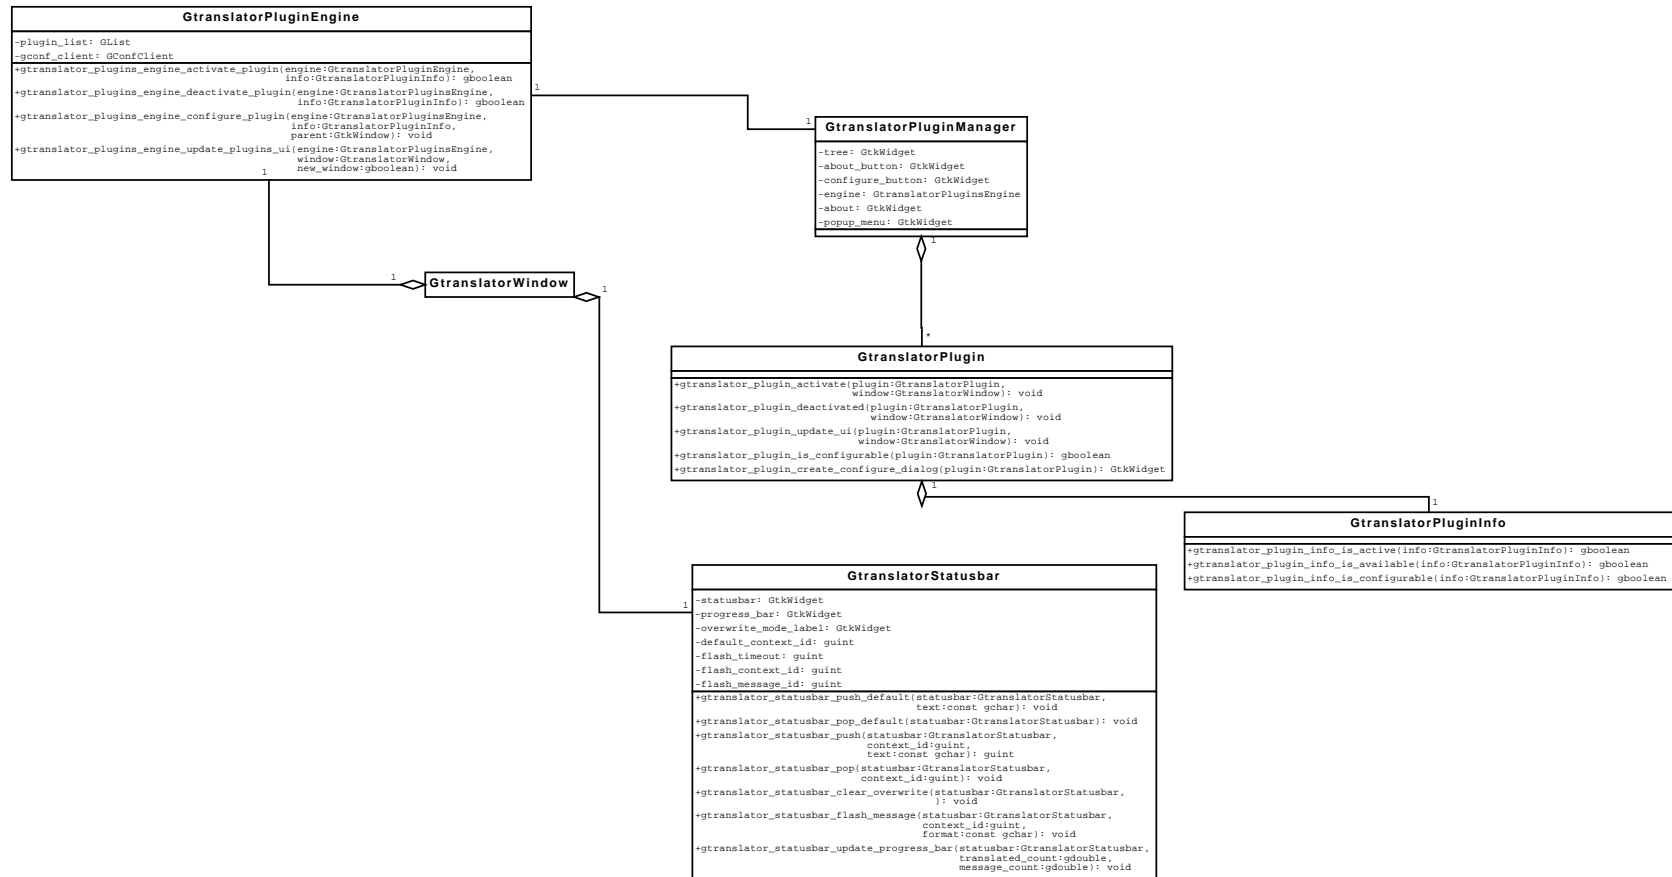 GtranslatorPluginEngine
-plugin_list: GList
-gconf_client: GConfClient
+gtranslator_plugins_engine_activate_plugin(engine:GtranslatorPluginEngine,
info:GtranslatorPluginInfo): gboolean
+gtranslator_plugins_engine_deactivate_plugin(engine:GtranslatorPluginsEngine,
info:GtranslatorPluginInfo): gboolean
+gtranslator_plugins_engine_configure_plugin(engine:GtranslatorPluginsEngine,
info:GtranslatorPluginInfo,
parent:GtkWindow): void
+gtranslator_plugins_engine_update_plugins_ui(engine:GtranslatorPluginsEngine,
window:GtranslatorWindow,
new_window:gboolean): void
1
1
1
GtranslatorPluginManager
-tree: GtkWidget
-about_button: GtkWidget
-configure_button: GtkWidget
-engine: GtranslatorPluginsEngine
-about: GtkWidget
-popup_menu: GtkWidget
1
1
GtranslatorWindow
1
*
GtranslatorPlugin
+gtranslator_plugin_activate(plugin:GtranslatorPlugin,
window:GtranslatorWindow): void
+gtranslator_plugin_deactivated(plugin:GtranslatorPlugin,
window:GtranslatorWindow): void
+gtranslator_plugin_update_ui(plugin:GtranslatorPlugin,
window:GtranslatorWindow): void
+gtranslator_plugin_is_configurable(plugin:GtranslatorPlugin): gboolean
+gtranslator_plugin_create_configure_dialog(plugin:GtranslatorPlugin): GtkWidget
1
1
GtranslatorPluginInfo
+gtranslator_plugin_info_is_active(info:GtranslatorPluginInfo): gboolean
+gtranslator_plugin_info_is_available(info:GtranslatorPluginInfo): gboolean
+gtranslator_plugin_info_is_configurable(info:GtranslatorPluginInfo): gboolean
1
GtranslatorStatusbar
-statusbar: GtkWidget
-progress_bar: GtkWidget
-overwrite_mode_label: GtkWidget
-default_context_id: guint
-flash_timeout: guint
-flash_context_id: guint
-flash_message_id: guint
+gtranslator_statusbar_push_default(statusbar:GtranslatorStatusbar,
text:const gchar): void
+gtranslator_statusbar_pop_default(statusbar:GtranslatorStatusbar): void
+gtranslator_statusbar_push(statusbar:GtranslatorStatusbar,
context_id:guint,
text:const gchar): guint
+gtranslator_statusbar_pop(statusbar:GtranslatorStatusbar,
context_id:guint): void
+gtranslator_statusbar_clear_overwrite(statusbar:GtranslatorStatusbar,
): void
+gtranslator_statusbar_flash_message(statusbar:GtranslatorStatusbar,
context_id:guint,
format:const gchar): void
+gtranslator_statusbar_update_progress_bar(statusbar:GtranslatorStatusbar,
translated_count:gdouble,
message_count:gdouble): void